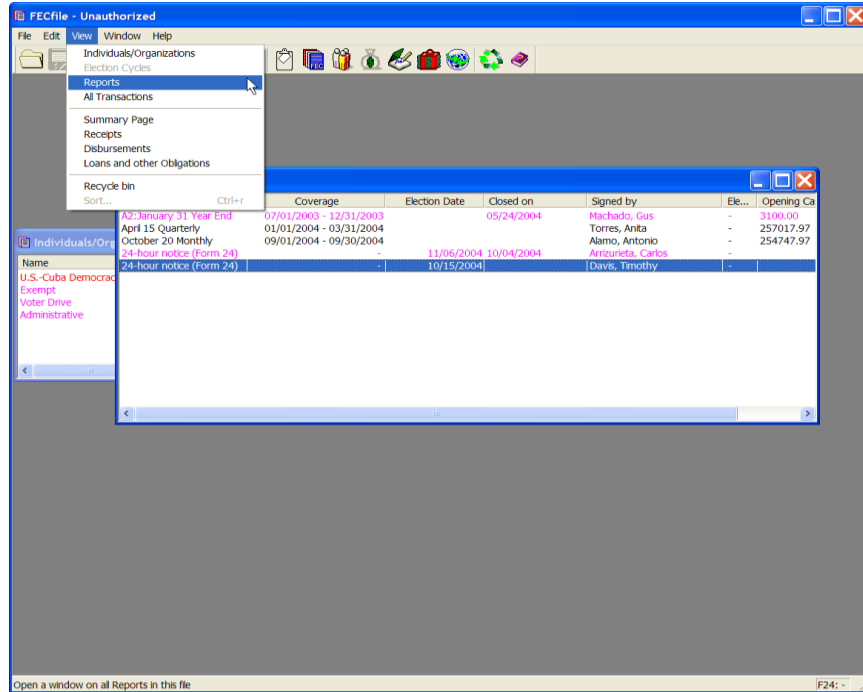 FECfile - Unauthorized
File Edit View Window Help
Individuals/Organizations
Election Cycles
Reports
All Transactions
Summary Page
Receipts
Disbursements
Loans and other Obligations
Recycle bin
Sort... Ctrl+r
Coverage Election Date Closed on Signed by Ele... Opening Ca
A2:January 31 Year End 07/01/2003 - 12/31/2003 05/24/2004 Machado, Gus - 3100.00
April 15 Quarterly 01/01/2004 - 03/31/2004 Torres, Anita - 257017.97
October 20 Monthly 09/01/2004 - 09/30/2004 Alamo, Antonio - 254747.97
24-hour notice (Form 24) - 11/06/2004 10/04/2004 Arrizurieta, Carlos -
24-hour notice (Form 24) - 10/15/2004 Davis, Timothy -
Individuals/Org
Name
U.S.-Cuba Democrac
Exempt
Voter Drive
Administrative
Open a window on all Reports in this file F24: -